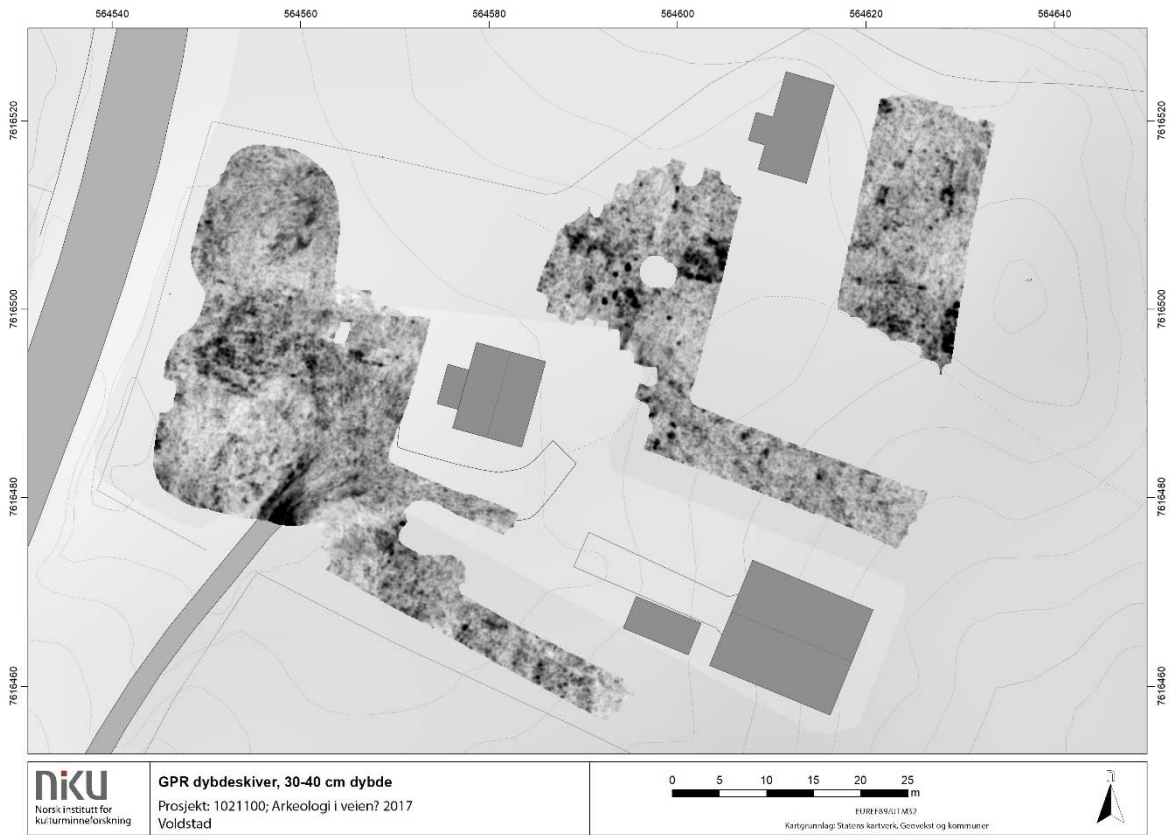 564540 564560 564580 564600 564620 564640
7616520 7616520
7616500 7616500
7616480 7616480
7616460 7616460
niku
Norsk institutt for
kulturminneforskning
GPR dybdeskiver, 30-40 cm dybde
Prosjekt: 1021100; Arkeologi i veien? 2017
Voldstad
0 5 10 15 20 25
m
EUREF89/UTM32
Kartgrunnlag: Statens kartverk, Geovekst og kommuner